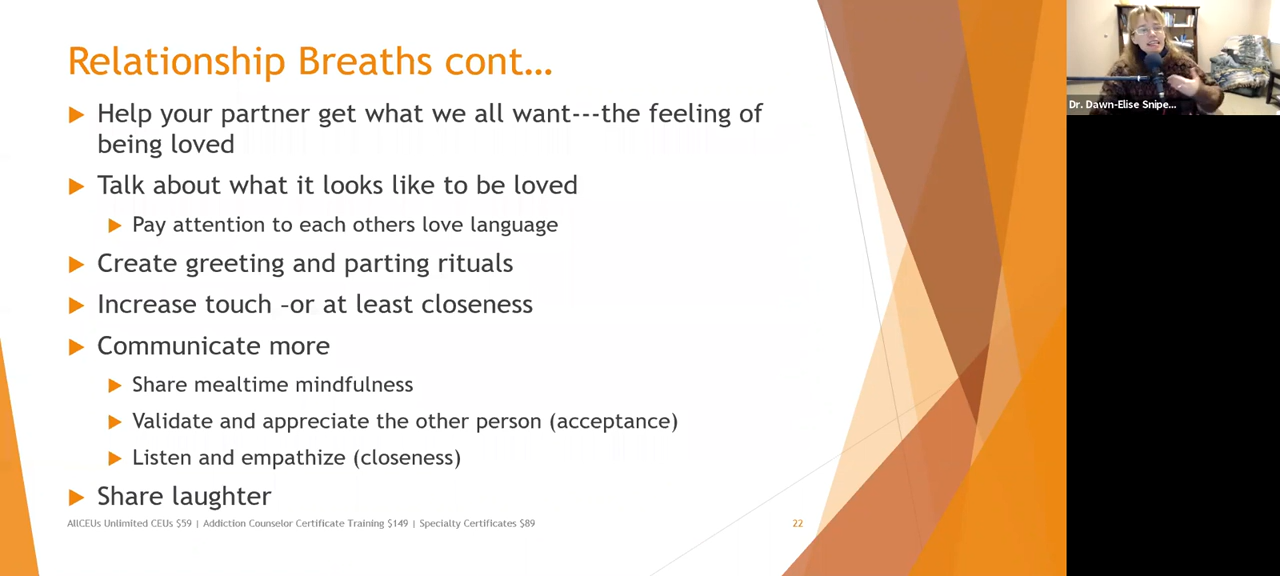 Relationship Breaths cont…
Help your partner get what we all want---the feeling of
being loved
Talk about what it looks like to be loved
Pay attention to each others love language
Create greeting and parting rituals
Increase touch –or at least closeness
Communicate more
Share mealtime mindfulness
Validate and appreciate the other person (acceptance)
Listen and empathize (closeness)
Share laughter
AllCEUs Unlimited CEUs $59 | Addiction Counselor Certificate Training $149 | Specialty Certificates $89
22
Dr. Dawn-Elise Snipe...